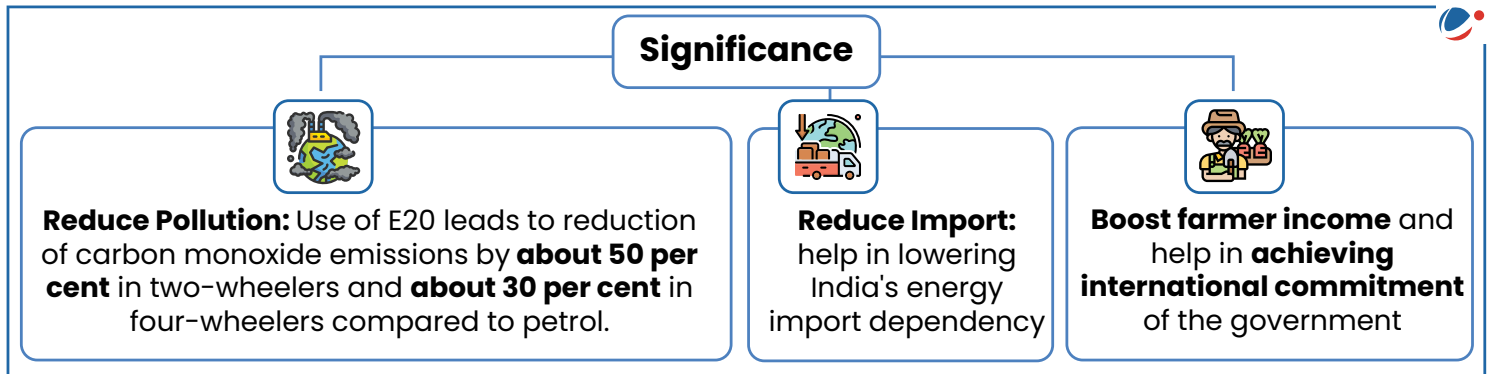 Significance
Reduce Pollution: Use of E20 leads to reduction
of carbon monoxide emissions by about 50 per
cent in two-wheelers and about 30 per cent in
four-wheelers compared to petrol.
Reduce Import:
help in lowering
India's energy
import dependency
Boost farmer income and
help in achieving
international commitment
of the government